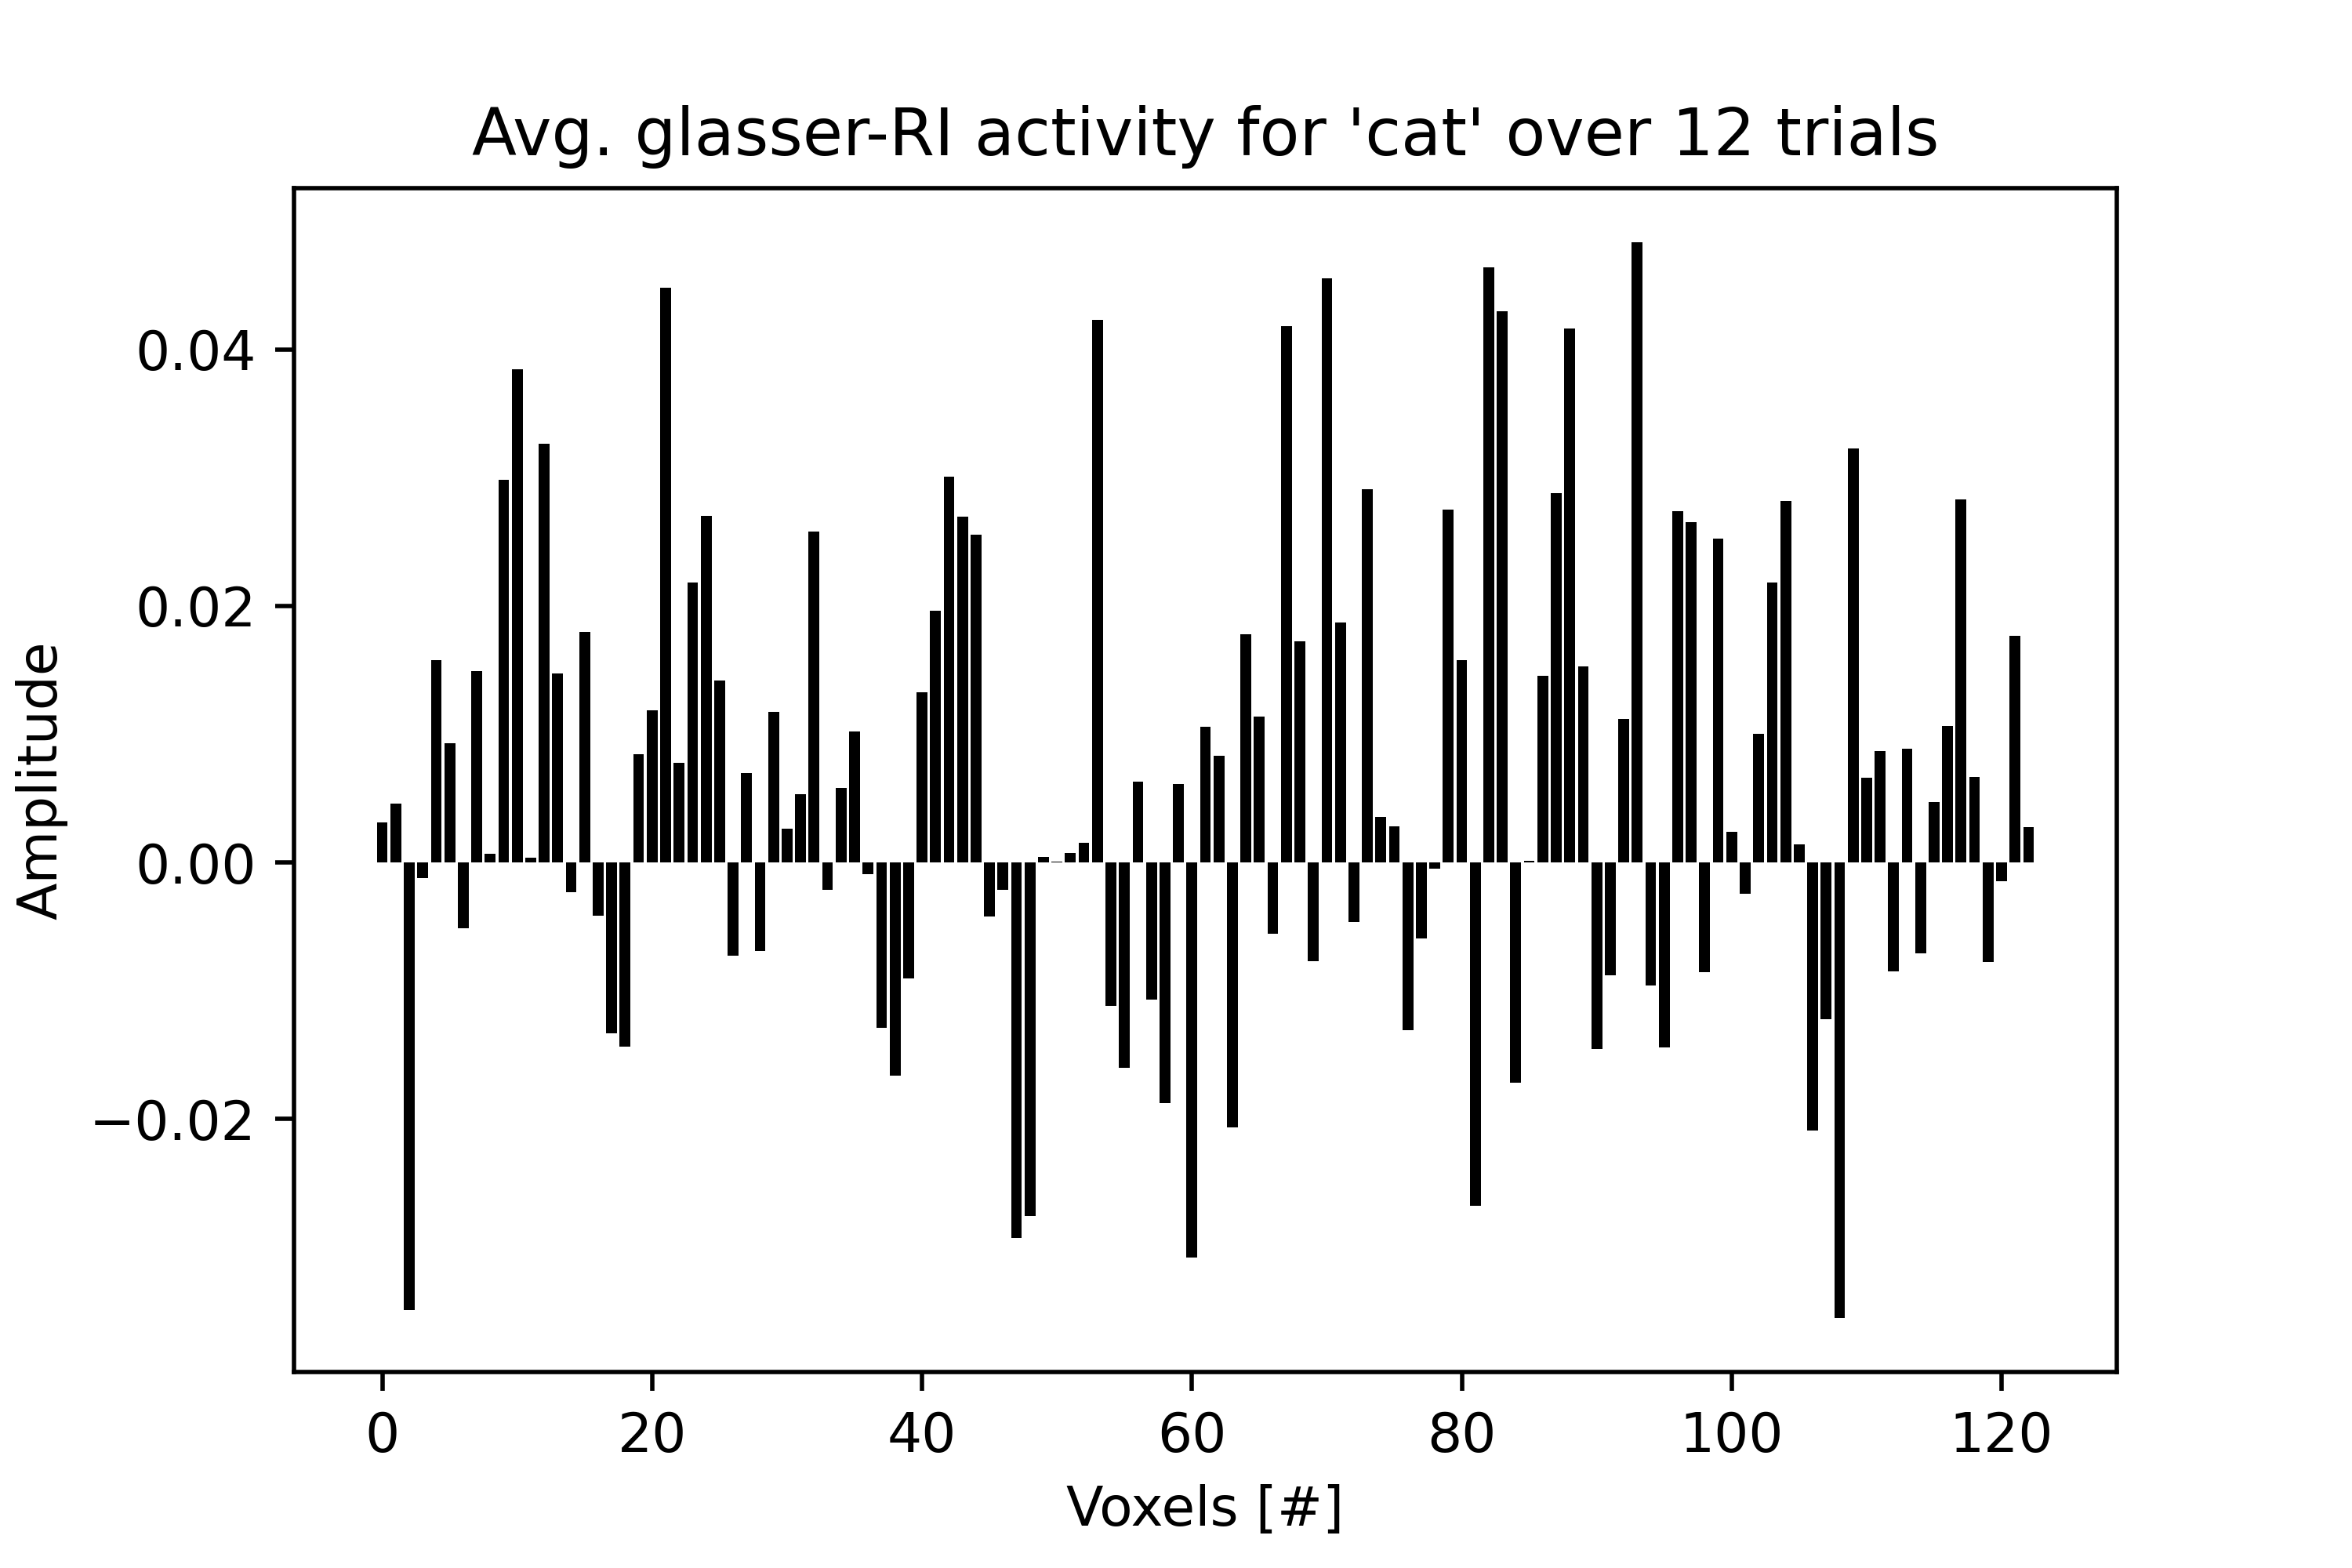 Avg. glasser-RI activity for 'cat' over 12 trials
Amplitude
0.04
0.02
0.00
−0.02
0 20 40 60 80 100 120
Voxels [#]